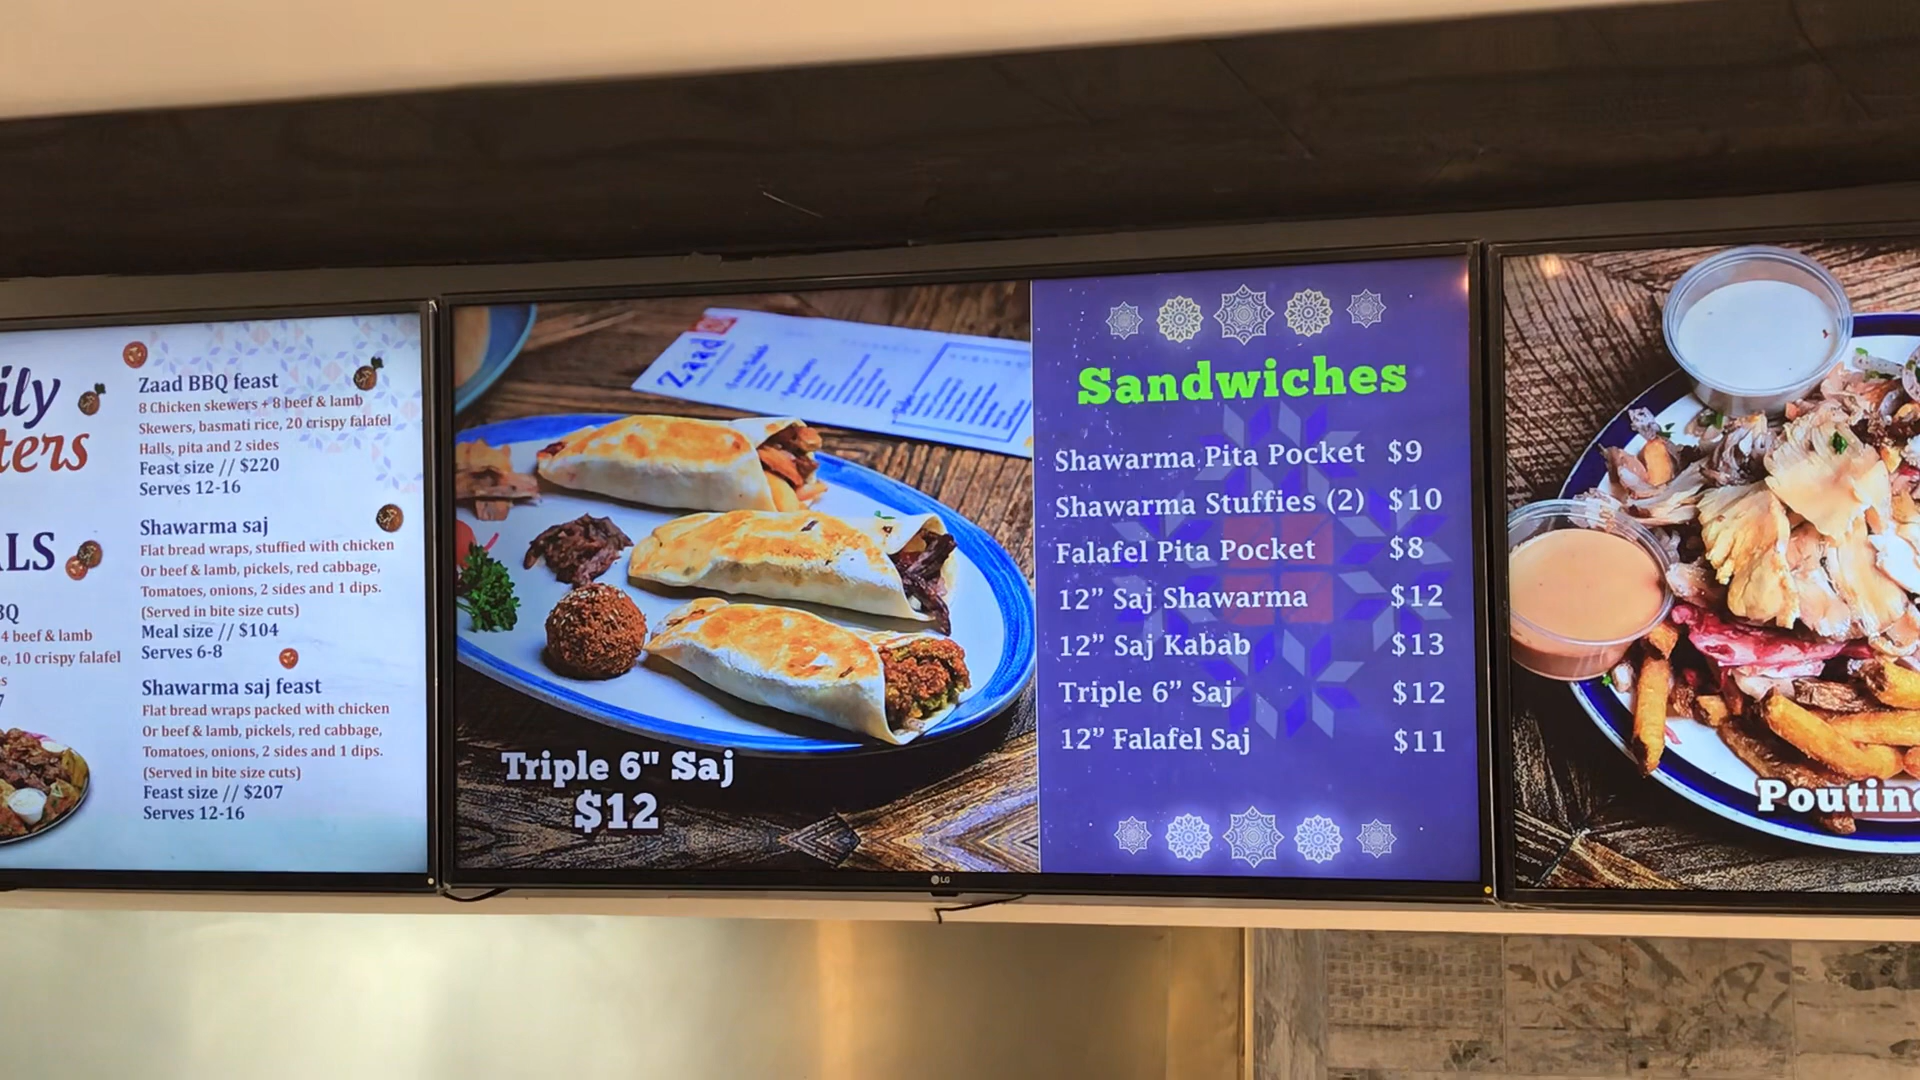 ily
ters
LS
BQ
4 beef & lamb
e, 10 crispy falafel
s
7
Zaad BBQ feast
8 Chicken skewers + 8 beef & lamb
Skewers, basmati rice, 20 crispy falafel
Halls, pita and 2 sides
Feast size // $220
Serves 12-16
Shawarma saj
Flat bread wraps, stuffied with chicken
Or beef & lamb, pickels, red cabbage,
Tomatoes, onions, 2 sides and 1 dips.
(Served in bite size cuts)
Meal size // $104
Serves 6-8
Shawarma saj feast
Flat bread wraps packed with chicken
Or beef & lamb, pickels, red cabbage,
Tomatoes, onions, 2 sides and 1 dips.
(Served in bite size cuts)
Feast size // $207
Serves 12-16
Zaad
Triple 6" Saj
$12
LG
Sandwiches
Shawarma Pita Pocket $9
Shawarma Stuffies (2) $10
Falafel Pita Pocket $8
12” Saj Shawarma $12
12” Saj Kabab $13
Triple 6” Saj $12
12” Falafel Saj $11
Poutin